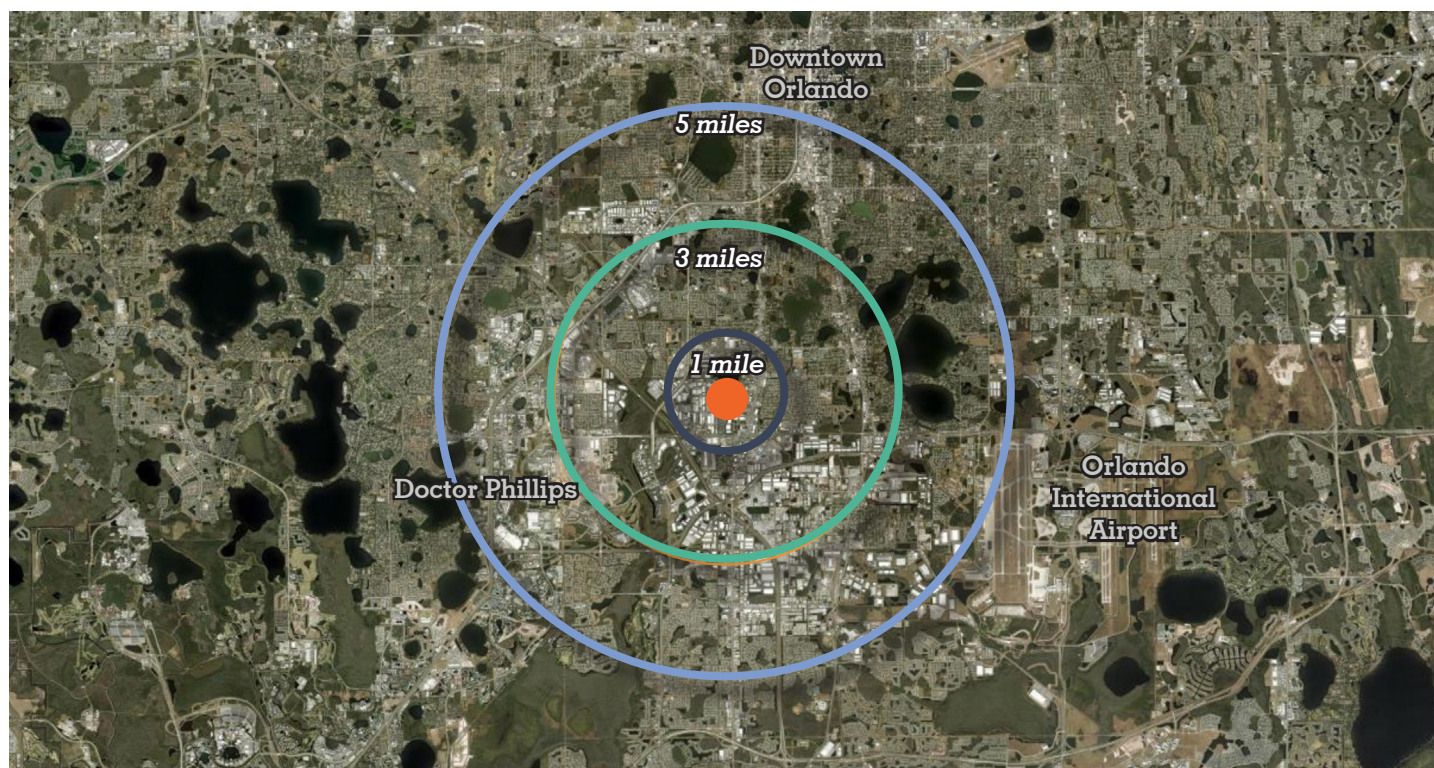 Downtown
Orlando
5 miles
3 miles
1 mile
Doctor Phillips
Orlando
International
Airport